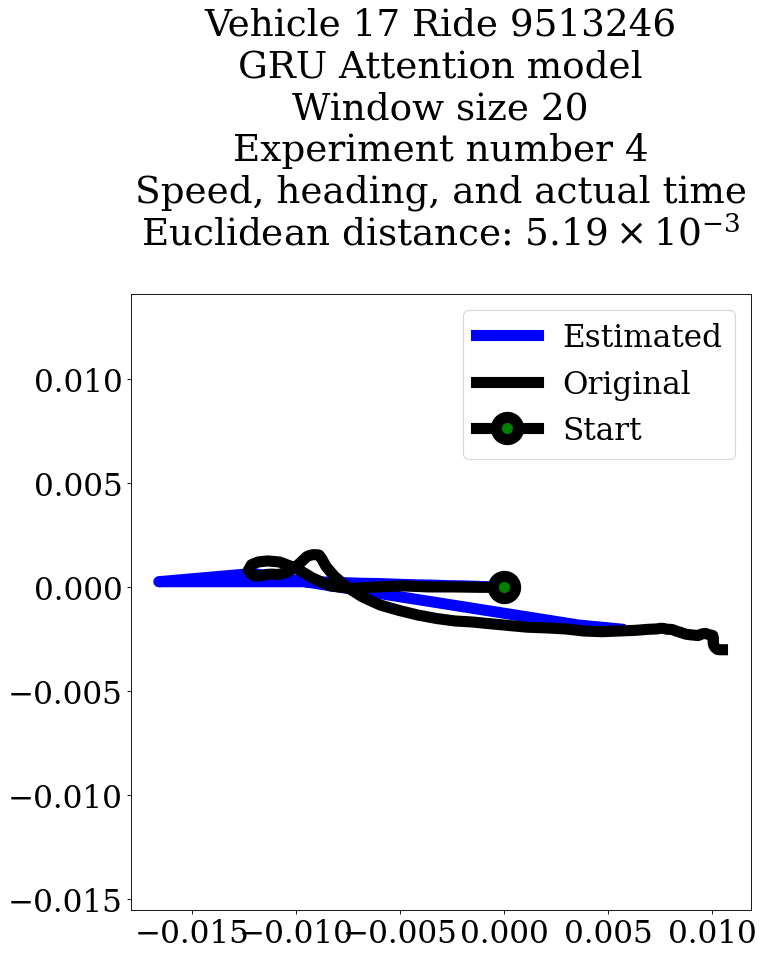 Vehicle 17 Ride 9513246
GRU Attention model
Window size 20
Experiment number 4
Speed, heading, and actual time
Euclidean distance: 5.19 × 10⁻³
Estimated
Original
Start
0.010
0.005
0.000
−0.005
−0.010
−0.015
−0.015 −0.010 −0.005 0.000 0.005 0.010